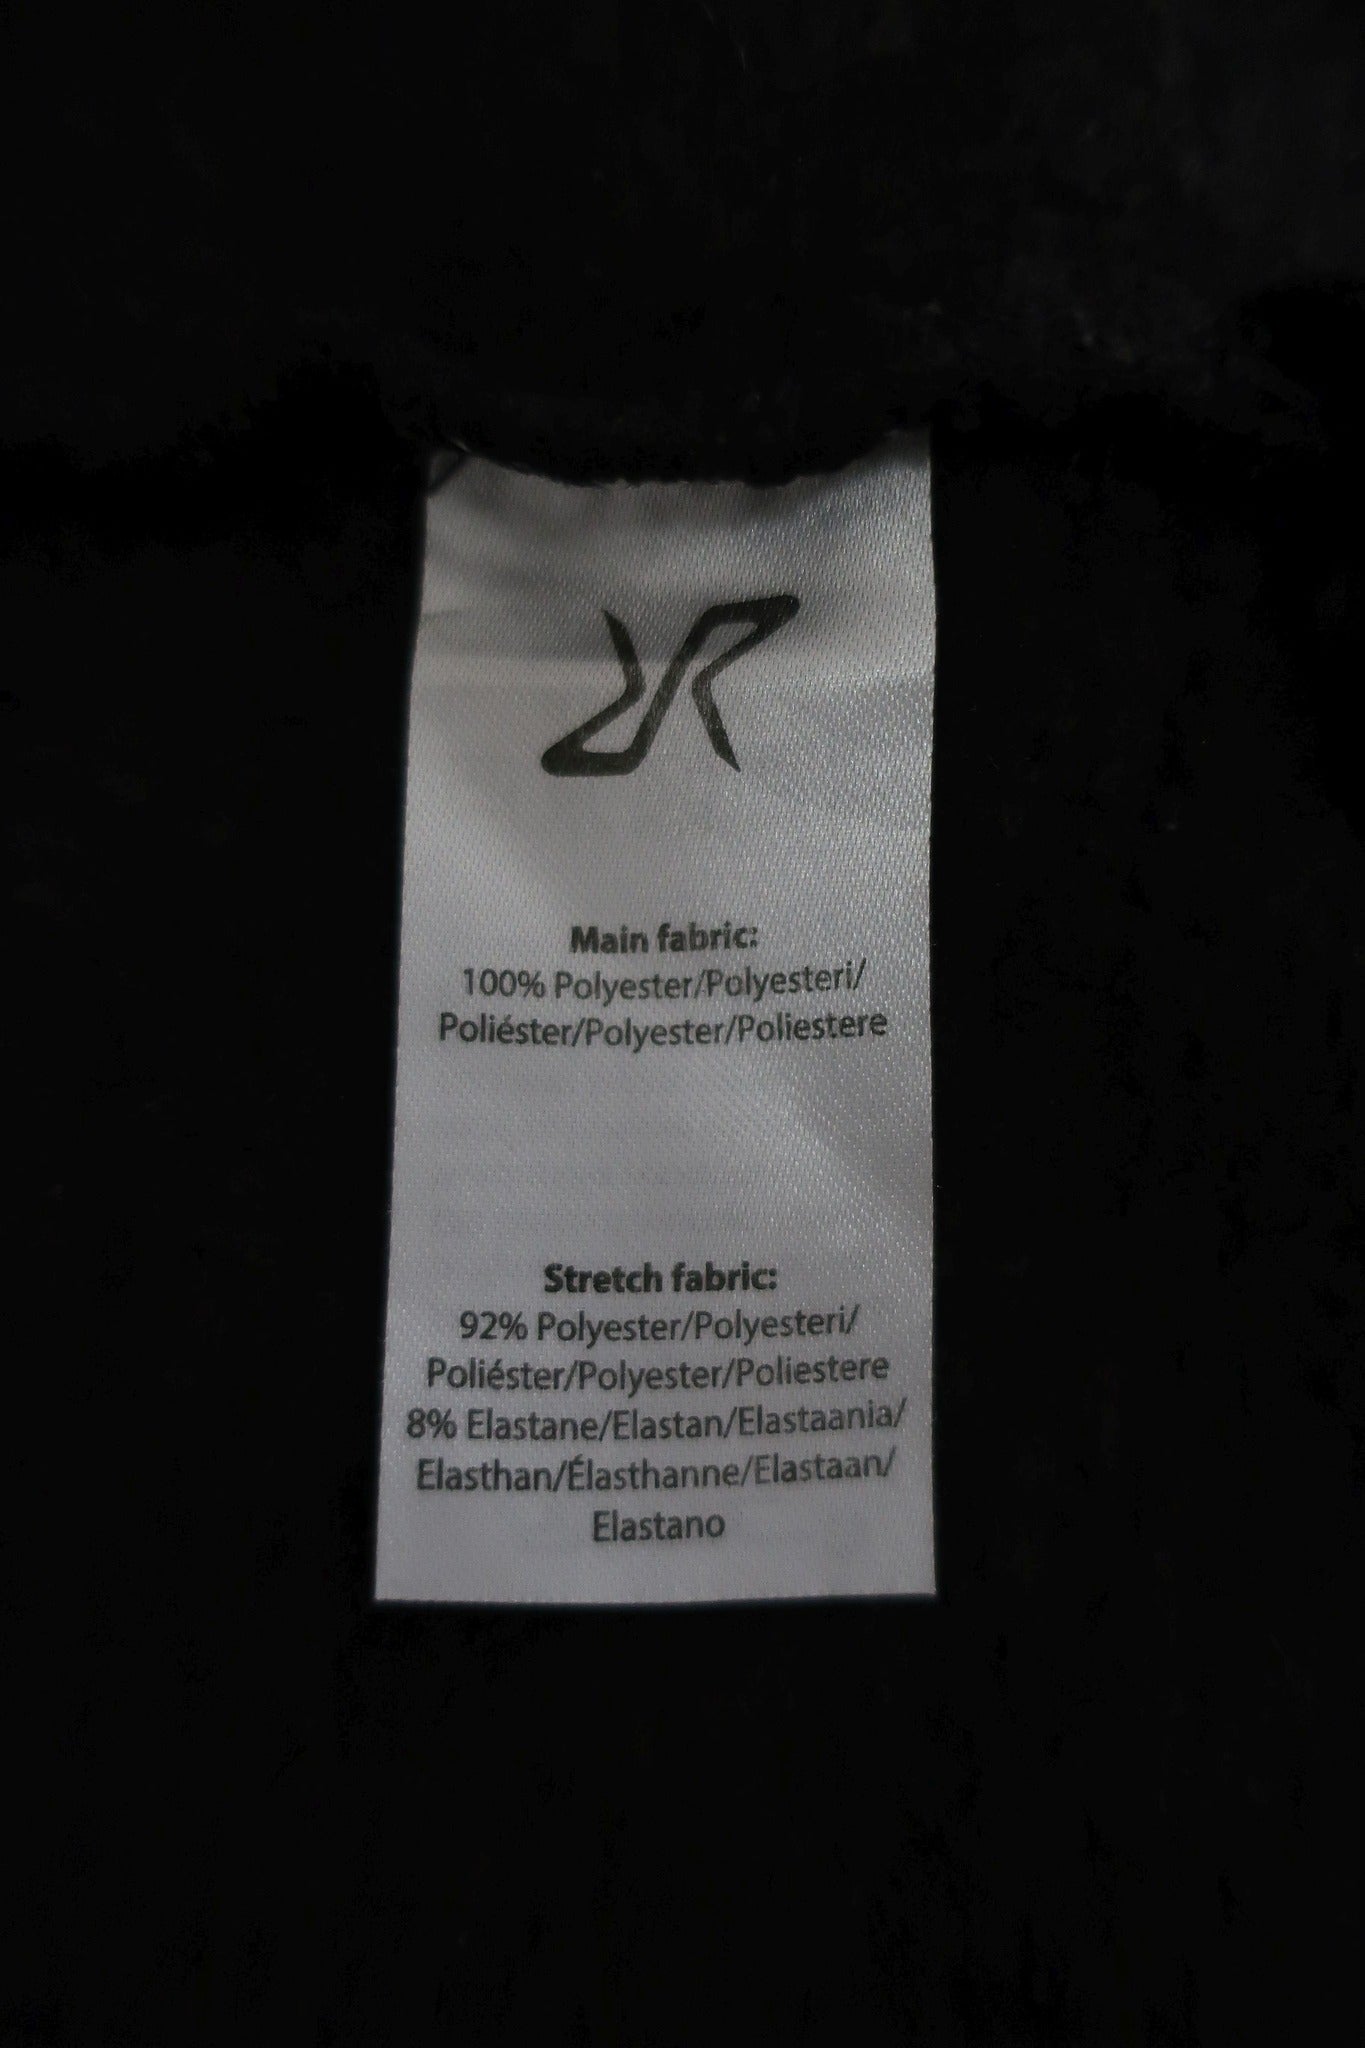 Main fabric:
100% Polyester/Polyesteri/
Poliéster/Polyester/Poliestere
Stretch fabric:
92% Polyester/Polyesteri/
Poliéster/Polyester/Poliestere
8% Elastane/Elastan/Elastaania/
Elasthan/Élasthanne/Elastaan/
Elastano